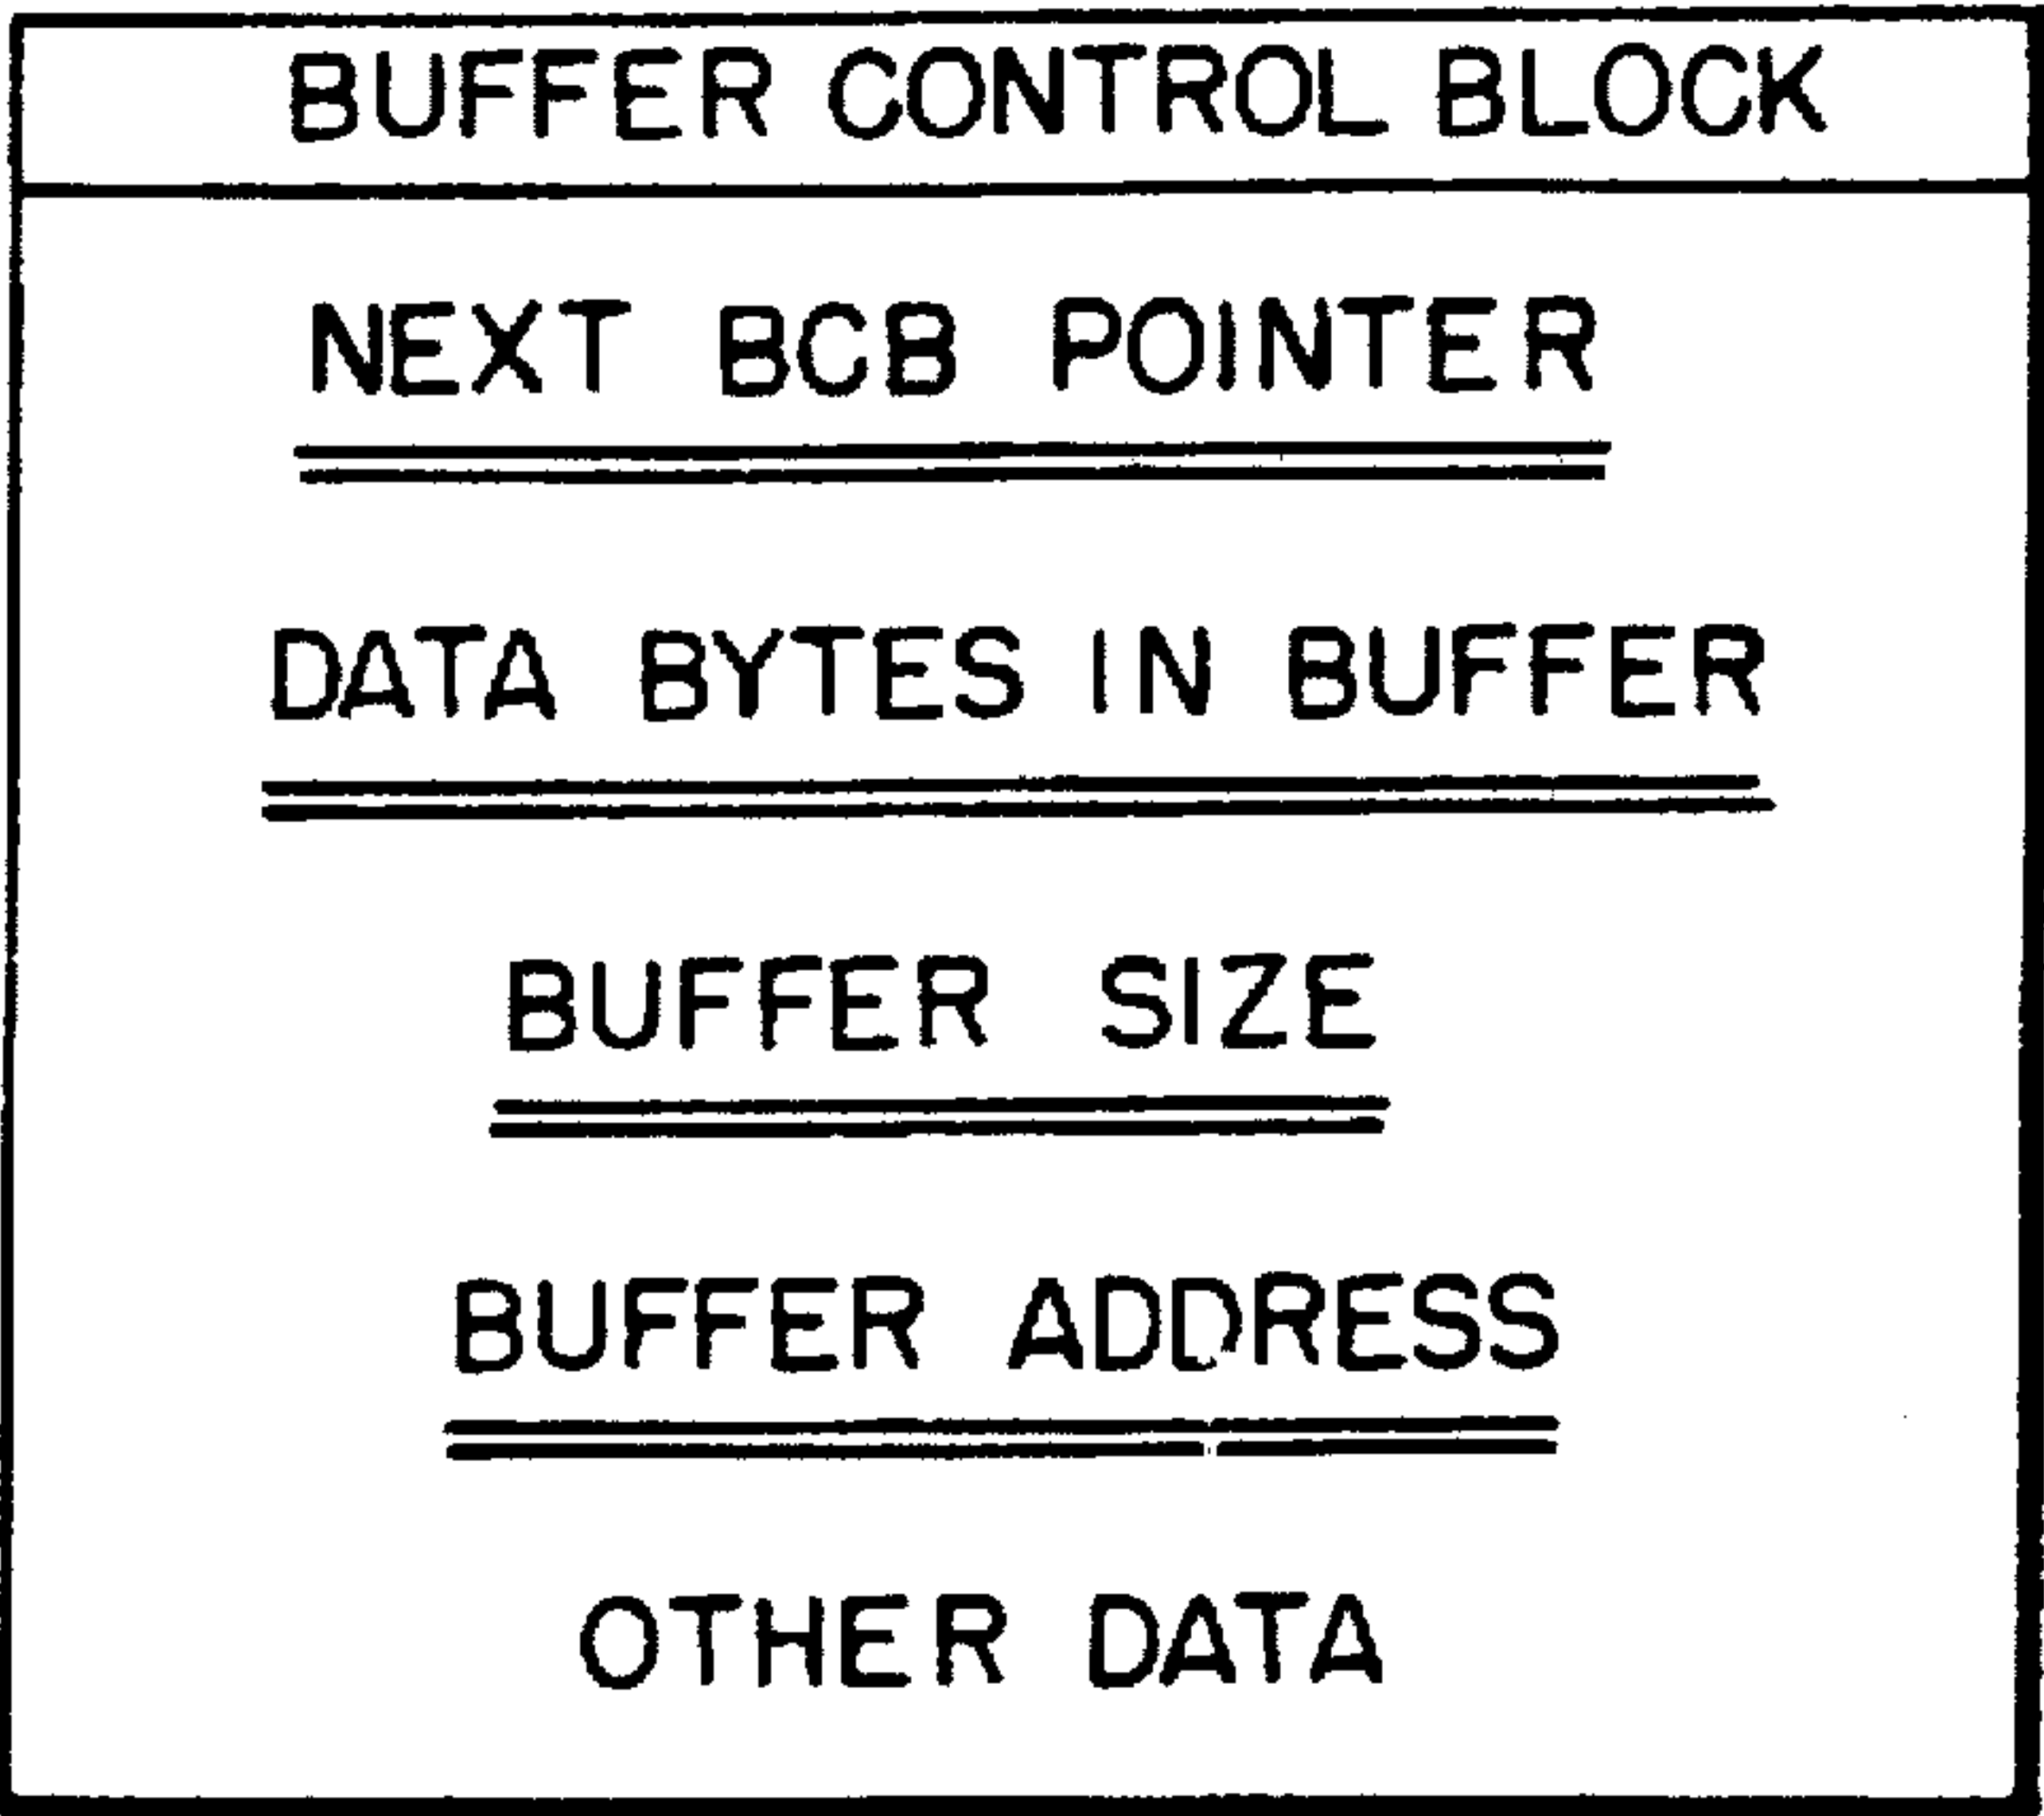 BUFFER CONTROL BLOCK
NEXT BCB POINTER
DATA BYTES IN BUFFER
BUFFER SIZE
BUFFER ADDRESS
OTHER DATA